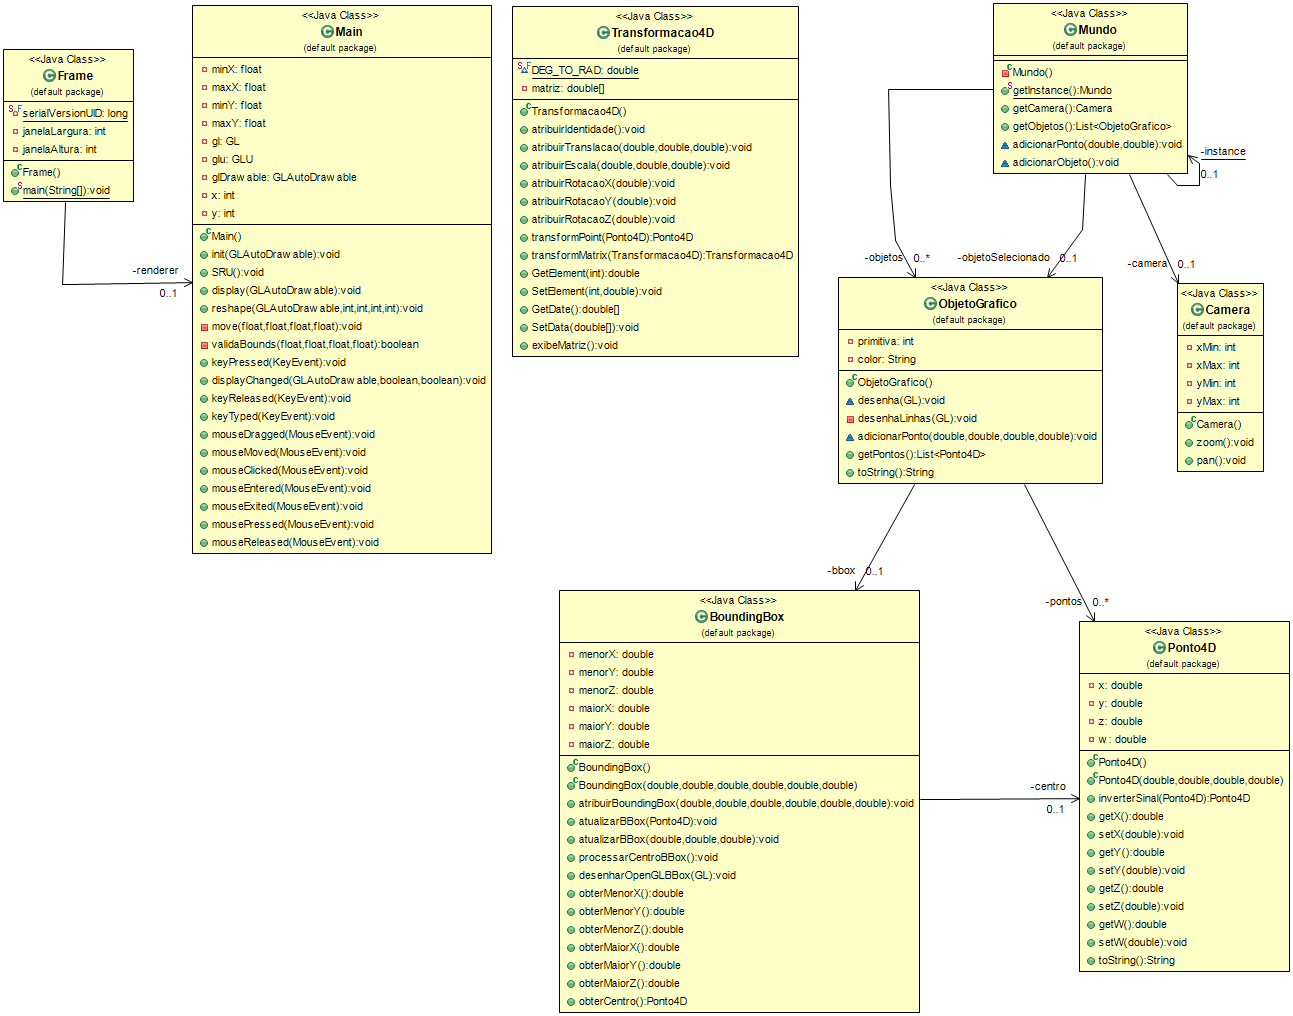 <<Java Class>>
Frame
(default package)
serialVersionUID: long
janelaLargura: int
janelaAltura: int
Frame()
main(String[]):void
-renderer
0..1
<<Java Class>>
Main
(default package)
minX: float
maxX: float
minY: float
maxY: float
gl: GL
glu: GLU
glDrawable: GLAutoDrawable
x: int
y: int
Main()
init(GLAutoDrawable):void
SRU():void
display(GLAutoDrawable):void
reshape(GLAutoDrawable,int,int,int,int):void
move(float,float,float,float):void
validaBounds(float,float,float,float):boolean
keyPressed(KeyEvent):void
displayChanged(GLAutoDrawable,boolean,boolean):void
keyReleased(KeyEvent):void
keyTyped(KeyEvent):void
mouseDragged(MouseEvent):void
mouseMoved(MouseEvent):void
mouseClicked(MouseEvent):void
mouseEntered(MouseEvent):void
mouseExited(MouseEvent):void
mousePressed(MouseEvent):void
mouseReleased(MouseEvent):void
<<Java Class>>
Transformacao4D
(default package)
DEG_TO_RAD: double
matriz: double[]
Transformacao4D()
atribuirIdentidade():void
atribuirTranslacao(double,double,double):void
atribuirEscala(double,double,double):void
atribuirRotacaoX(double):void
atribuirRotacaoY(double):void
atribuirRotacaoZ(double):void
transformPoint(Ponto4D):Ponto4D
transformMatrix(Transformacao4D):Transformacao4D
GetElement(int):double
SetElement(int,double):void
GetDate():double[]
SetData(double[]):void
exibeMatriz():void
<<Java Class>>
Mundo
(default package)
Mundo()
getInstance():Mundo
getCamera():Camera
getObjetos():List<ObjetoGrafico>
adicionarPonto(double,double):void
adicionarObjeto():void
-instance
0..1
-objetos
0..*
-objetoSelecionado
0..1
-camera
0..1
<<Java Class>>
ObjetoGrafico
(default package)
primitiva: int
color: String
ObjetoGrafico()
desenha(GL):void
desenhaLinhas(GL):void
adicionarPonto(double,double,double,double):void
getPontos():List<Ponto4D>
toString():String
<<Java Class>>
Camera
(default package)
xMin: int
xMax: int
yMin: int
yMax: int
Camera()
zoom():void
pan():void
-bbox
0..1
-pontos
0..*
<<Java Class>>
BoundingBox
(default package)
menorX: double
menorY: double
menorZ: double
maiorX: double
maiorY: double
maiorZ: double
BoundingBox()
BoundingBox(double,double,double,double,double,double)
atribuirBoundingBox(double,double,double,double,double,double):void
atualizarBBox(Ponto4D):void
atualizarBBox(double,double,double):void
processarCentroBBox():void
desenharOpenGLBBox(GL):void
obterMenorX():double
obterMenorY():double
obterMenorZ():double
obterMaiorX():double
obterMaiorY():double
obterMaiorZ():double
obterCentro():Ponto4D
-centro
0..1
<<Java Class>>
Ponto4D
(default package)
x: double
y: double
z: double
w: double
Ponto4D()
Ponto4D(double,double,double,double)
inverterSinal(Ponto4D):Ponto4D
getX():double
setX(double):void
getY():double
setY(double):void
getZ():double
setZ(double):void
getW():double
setW(double):void
toString():String